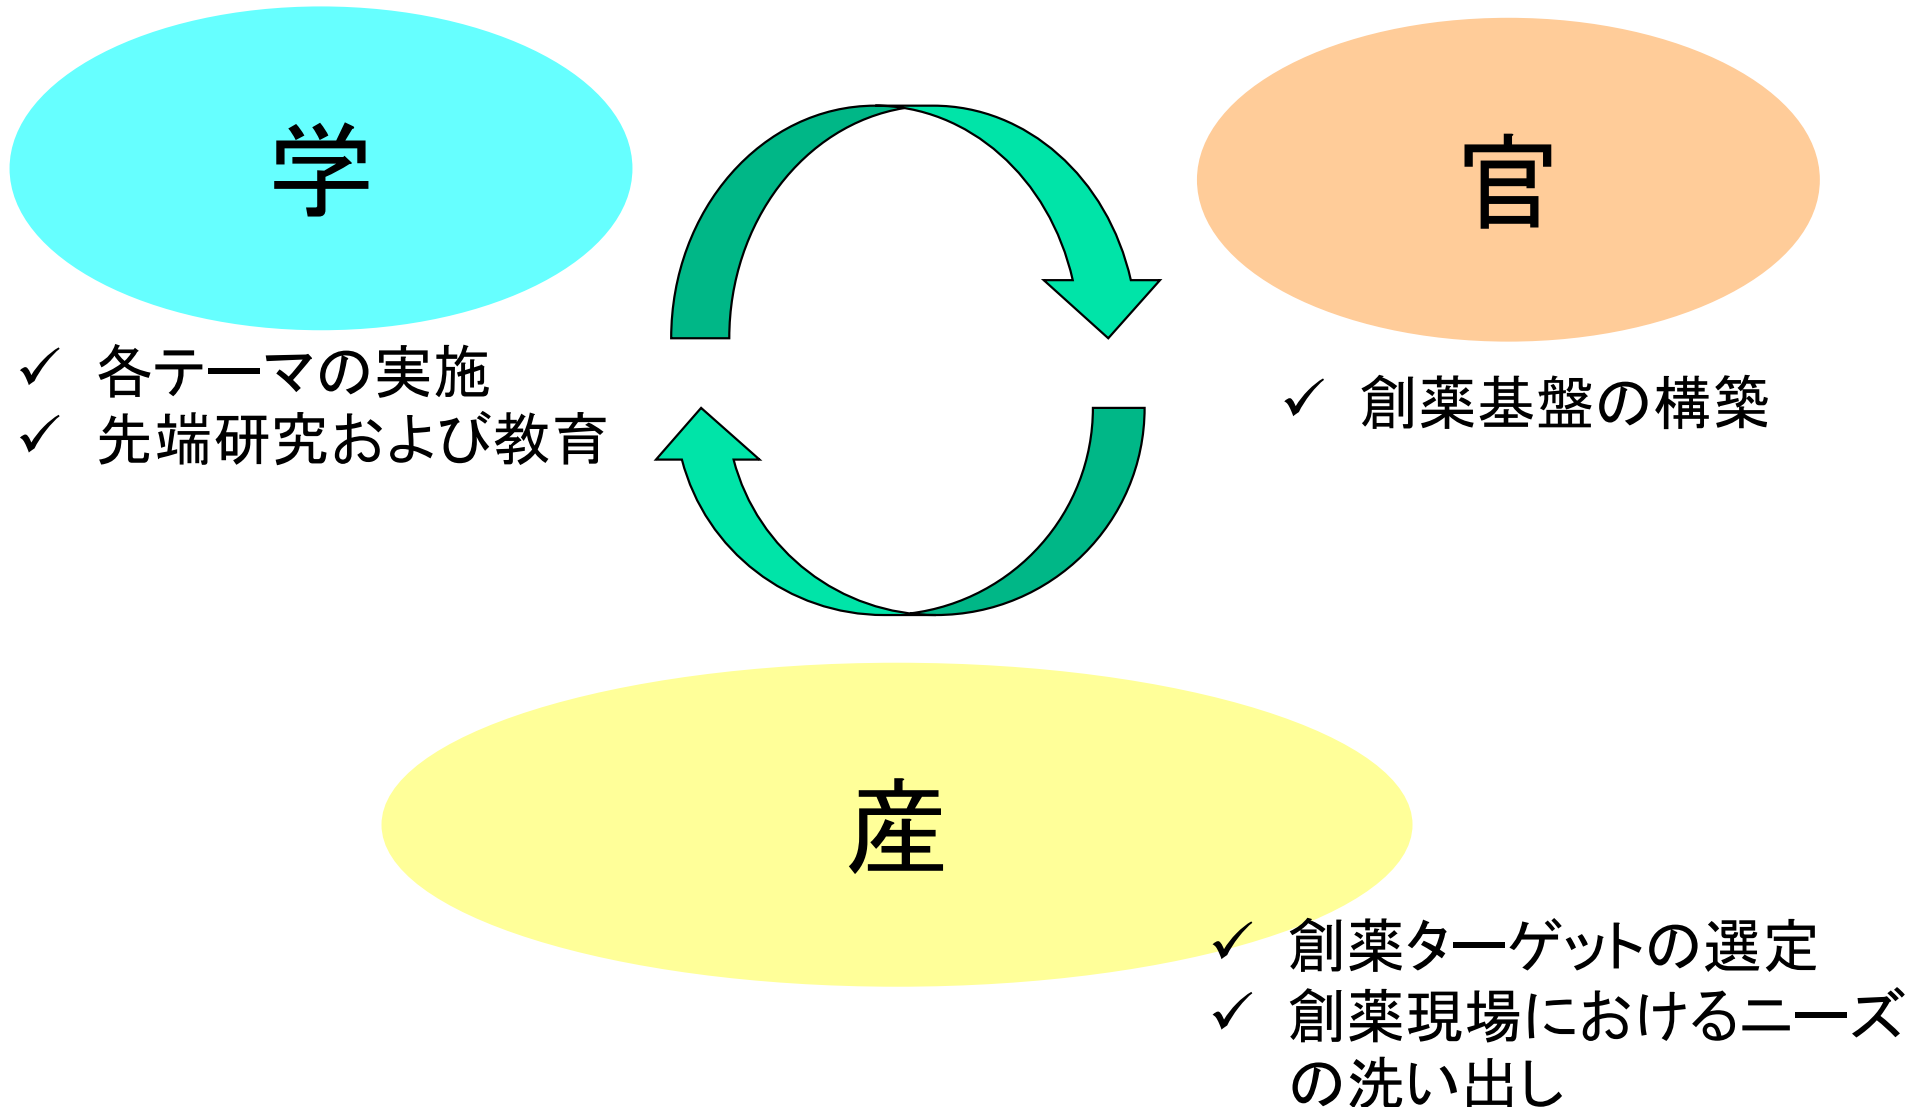 学
官
✓ 各テーマの実施
✓ 先端研究および教育
✓ 創薬基盤の構築
産
✓ 創薬ターゲットの選定
✓ 創薬現場におけるニーズ
の洗い出し